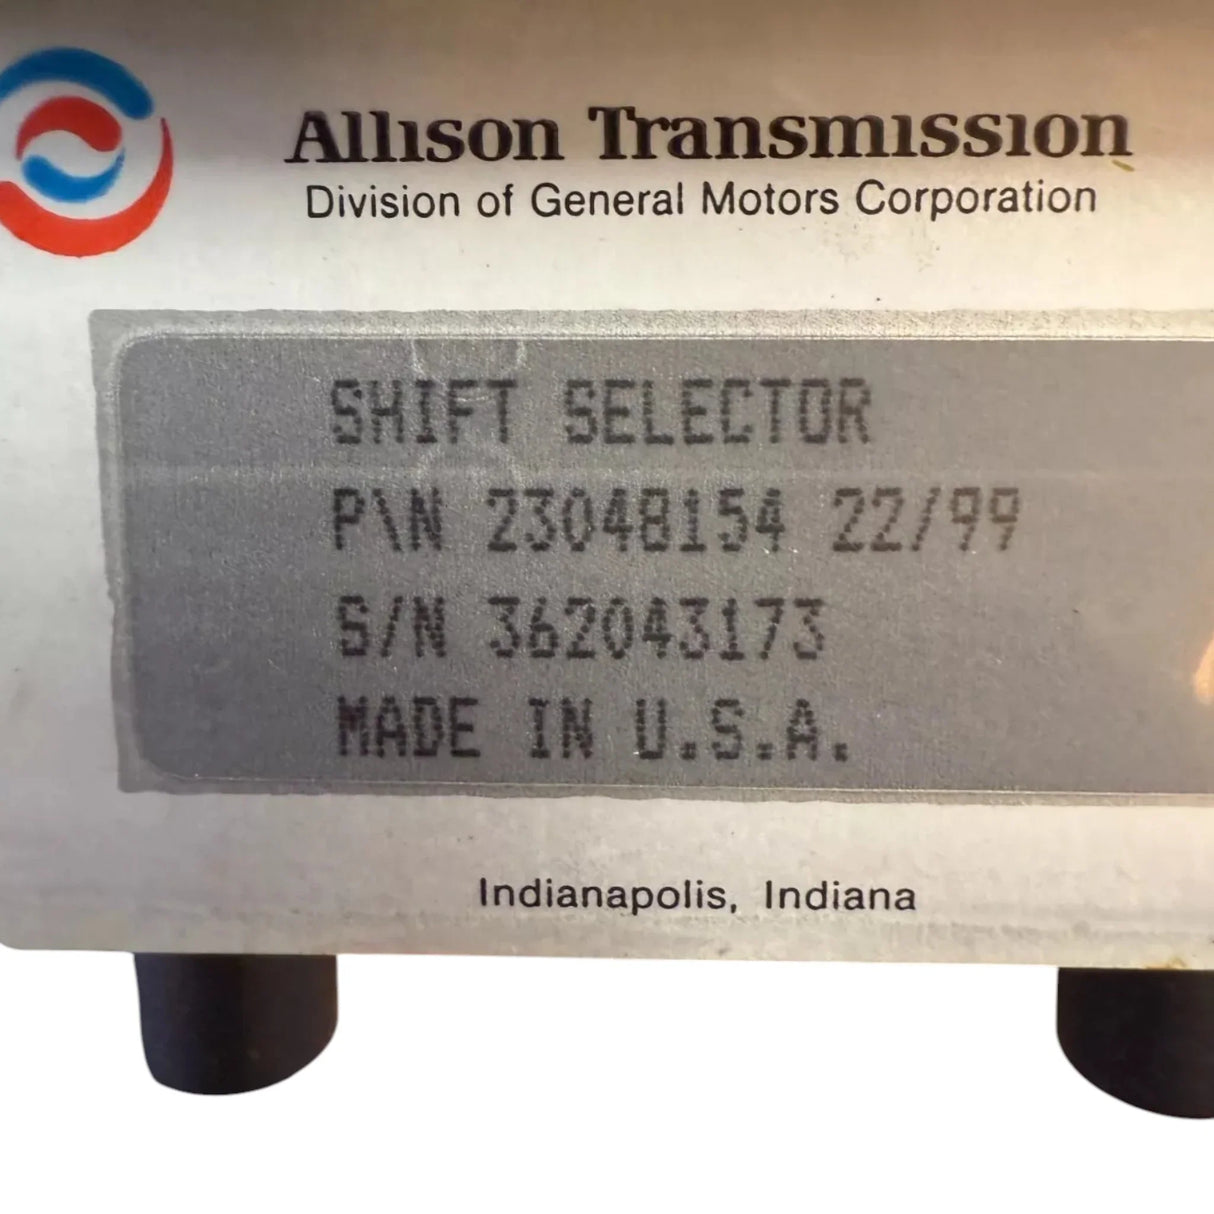 Allison Transmission
Division of General Motors Corporation
SHIFT SELECTOR
P\N 23048154 22/99
S/N 362043173
MADE IN U.S.A.
Indianapolis, Indiana